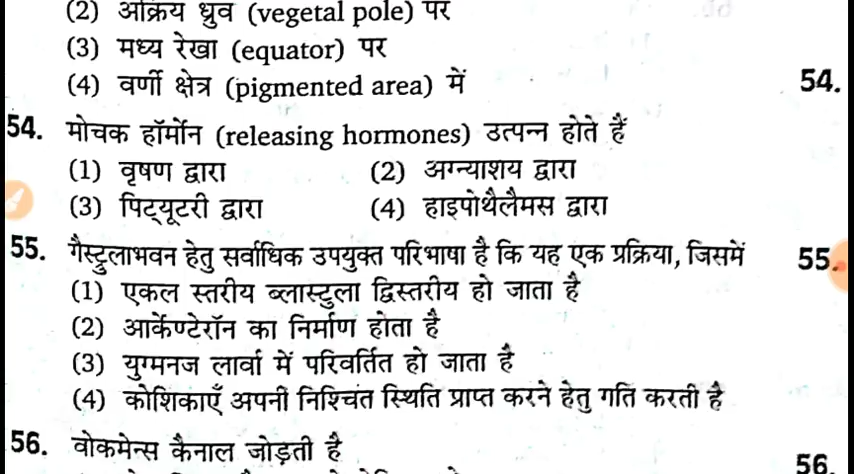 (2) अक्रिय ध्रुव (vegetal pole) पर
(3) मध्य रेखा (equator) पर
(4) वर्णी क्षेत्र (pigmented area) में
54.
54. मोचक हॉर्मोन (releasing hormones) उत्पन्न होते हैं
(1) वृषण द्वारा (2) अग्न्याशय द्वारा
(3) पिट्यूटरी द्वारा (4) हाइपोथैलैमस द्वारा
55. गैस्ट्रुलाभवन हेतु सर्वाधिक उपयुक्त परिभाषा है कि यह एक प्रक्रिया, जिसमें
55.
(1) एकल स्तरीय ब्लास्टुला द्विस्तरीय हो जाता है
(2) आर्केण्टेरॉन का निर्माण होता है
(3) युग्मनज लार्वा में परिवर्तित हो जाता है
(4) कोशिकाएँ अपनी निश्चित स्थिति प्राप्त करने हेतु गति करती है
56. वोकमेन्स कैनाल जोड़ती है
56.